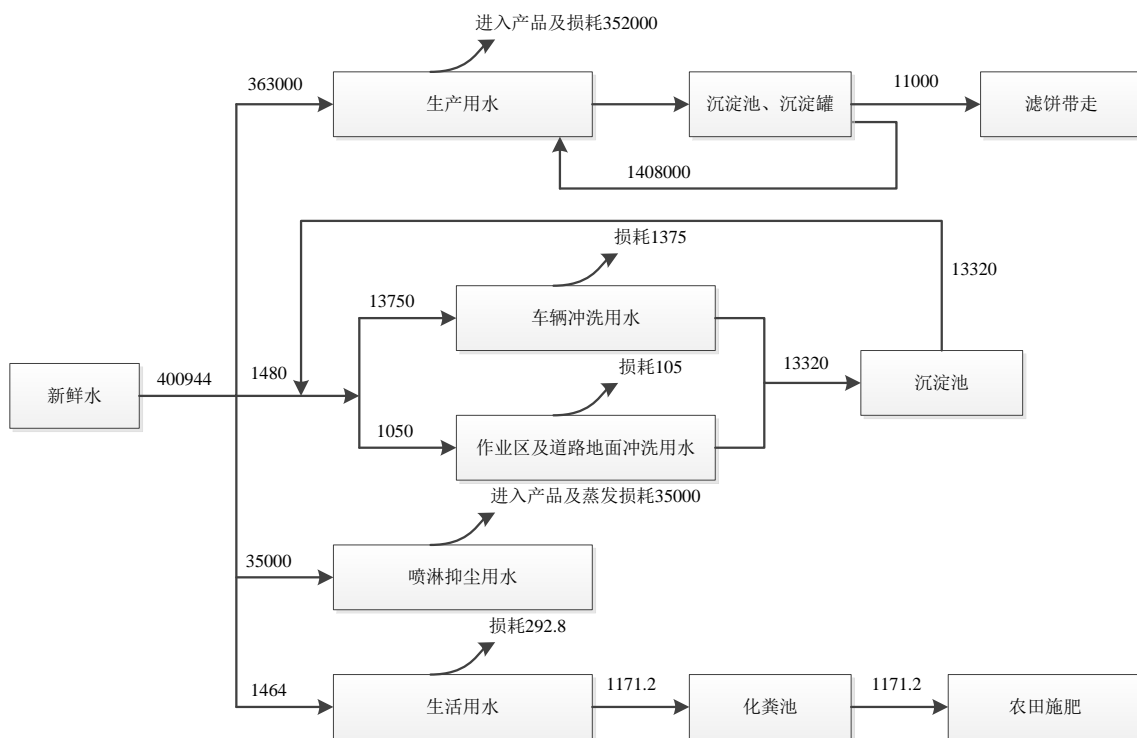 进入产品及损耗352000
363000
生产用水
沉淀池、沉淀罐
11000
滤饼带走
1408000
损耗1375
13750
车辆冲洗用水
13320
新鲜水
400944
1480
损耗105
13320
沉淀池
1050
作业区及道路地面冲洗用水
进入产品及蒸发损耗35000
35000
喷淋抑尘用水
损耗292.8
1464
生活用水
1171.2
化粪池
1171.2
农田施肥